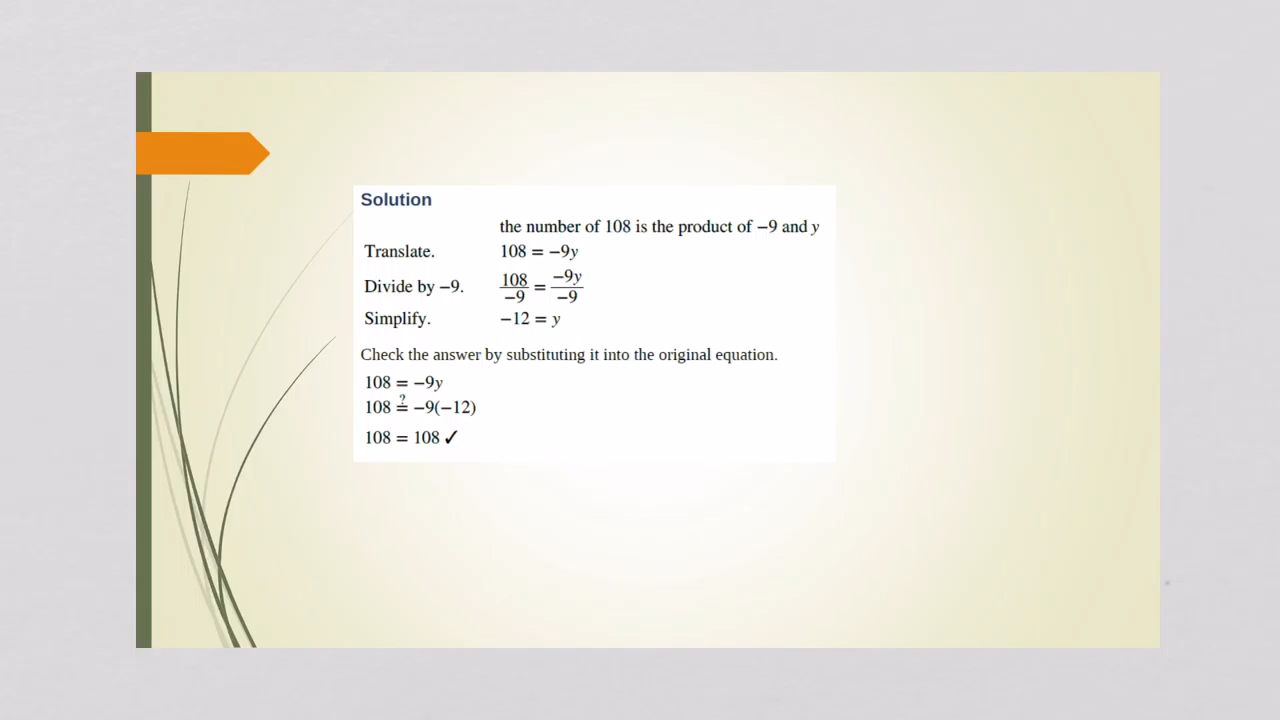 Solution
the number of 108 is the product of −9 and y
Translate. 108 = −9y
Divide by −9. 108/−9 = −9y/−9
Simplify. −12 = y
Check the answer by substituting it into the original equation.
108 = −9y
108 ≟ −9(−12)
108 = 108 ✓